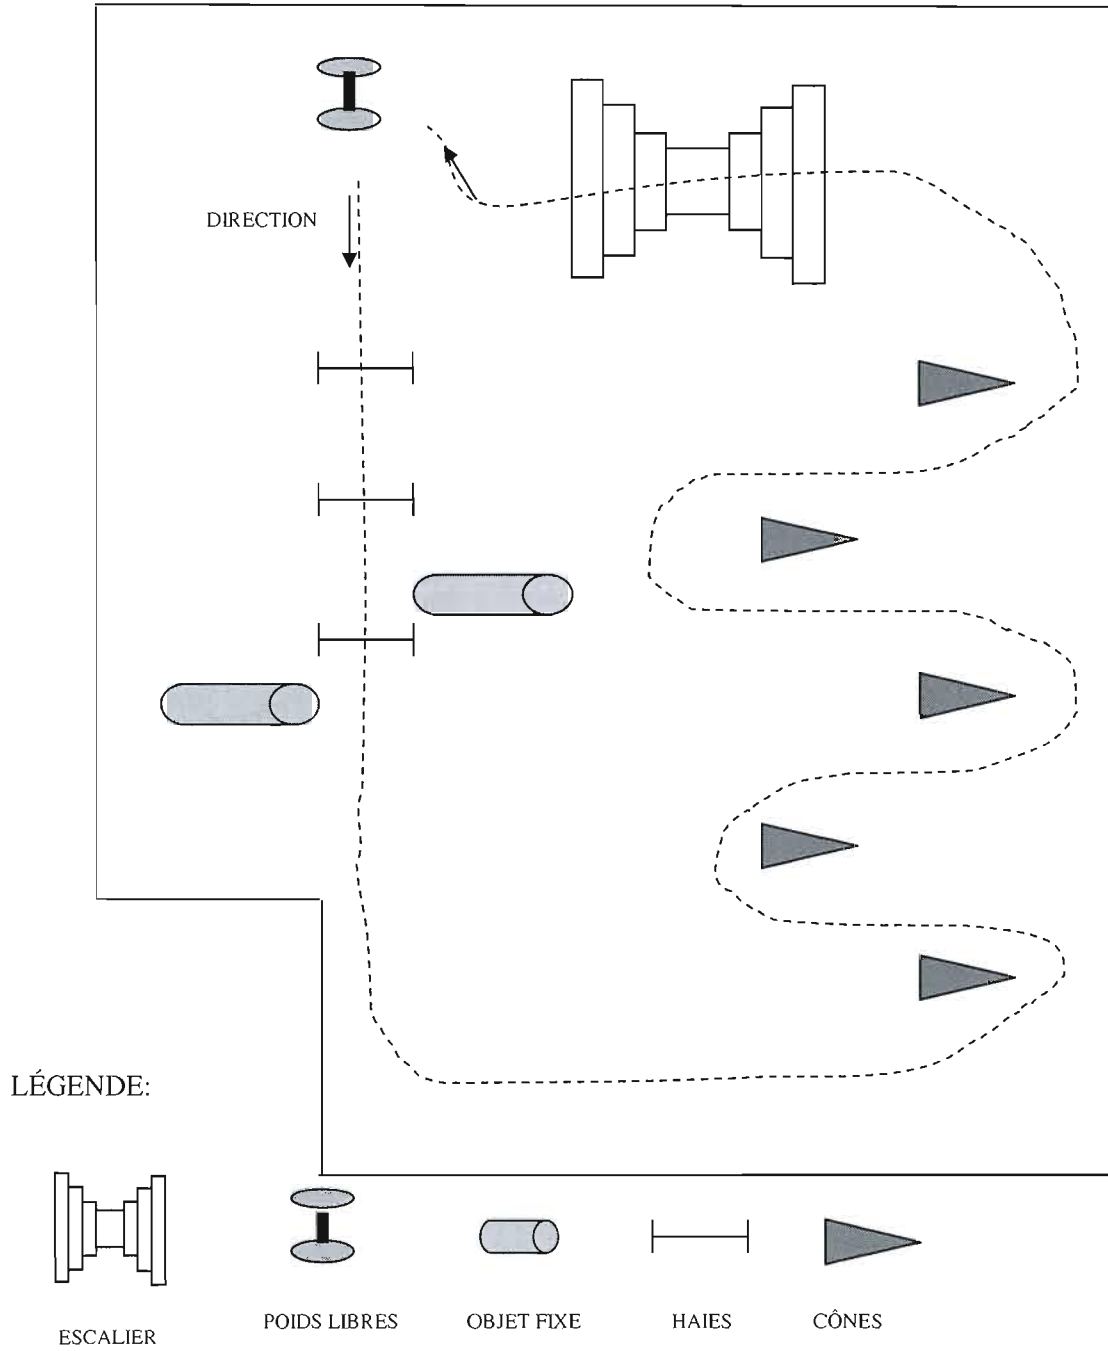 DIRECTION
LÉGENDE:
ESCALIER
POIDS LIBRES
OBJET FIXE
HAIES
CÔNES